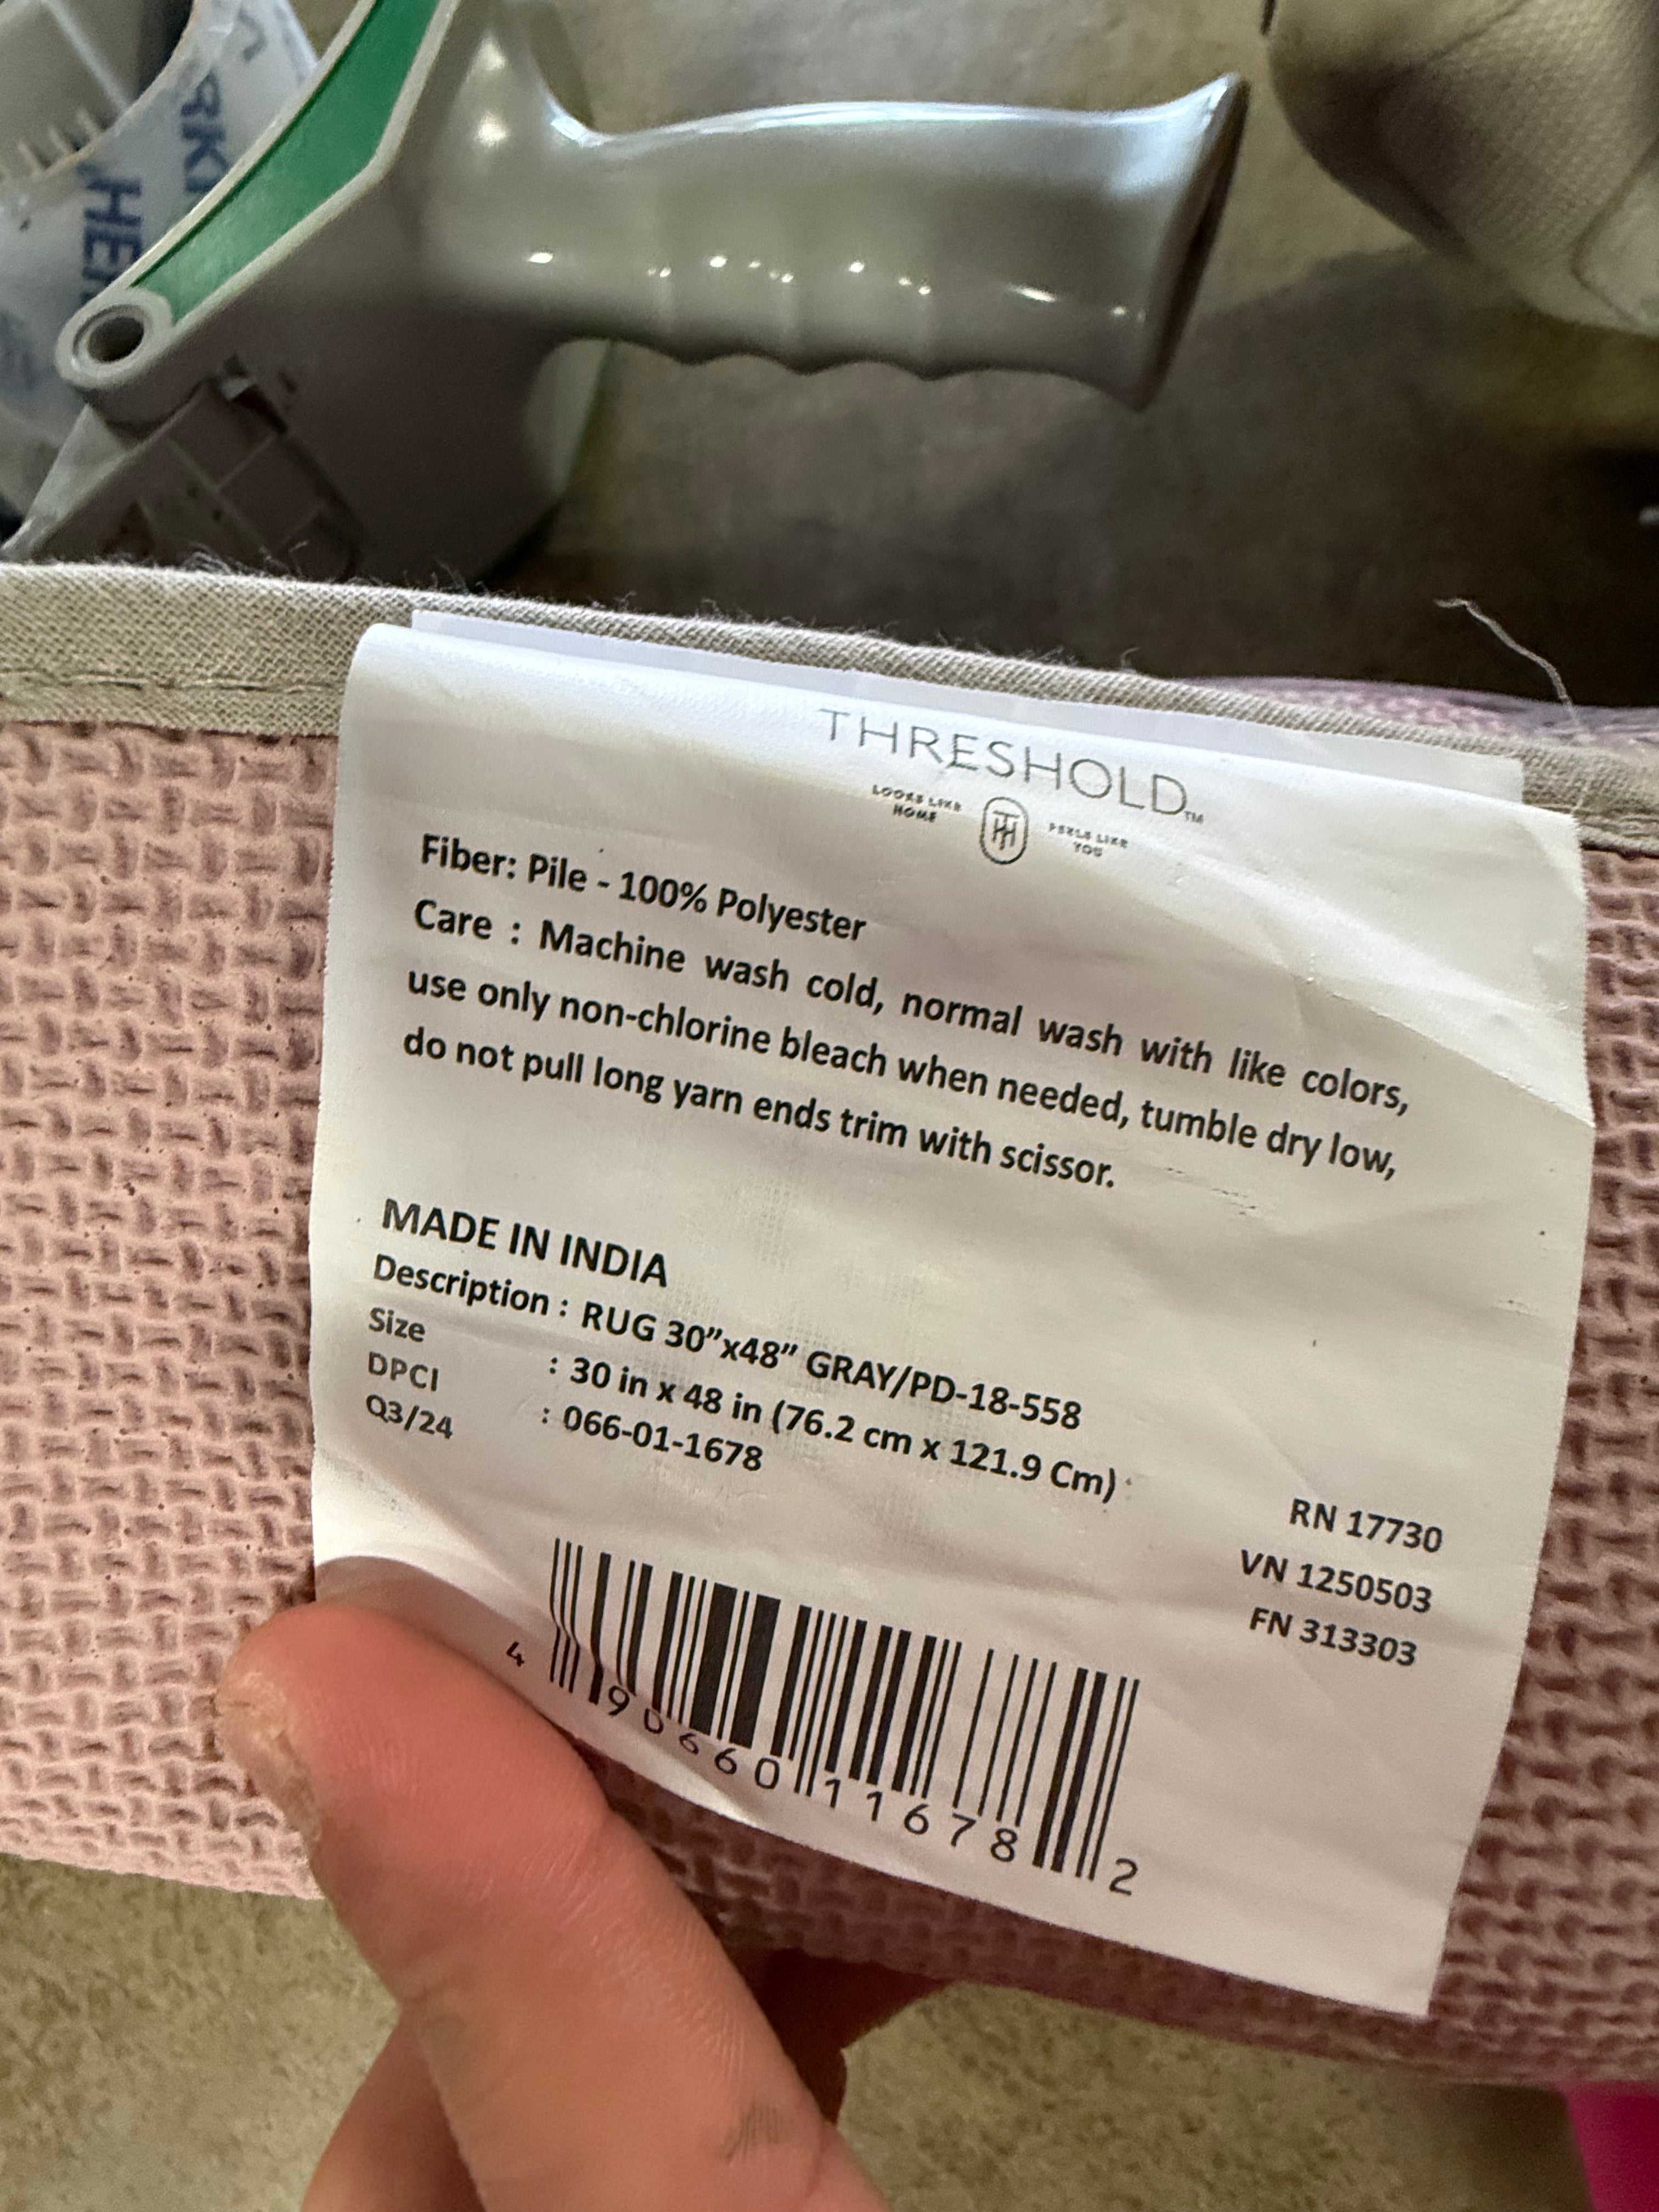 THRESHOLD™
LOOKS LIKE HOME
FEELS LIKE YOU
Fiber: Pile - 100% Polyester
Care : Machine wash cold, normal wash with like colors,
use only non-chlorine bleach when needed, tumble dry low,
do not pull long yarn ends trim with scissor.
MADE IN INDIA
Description : RUG 30”x48” GRAY/PD-18-558
Size : 30 in x 48 in (76.2 cm x 121.9 Cm)
DPCI : 066-01-1678
Q3/24
RN 17730
VN 1250503
FN 313303
4 90660 11678 2